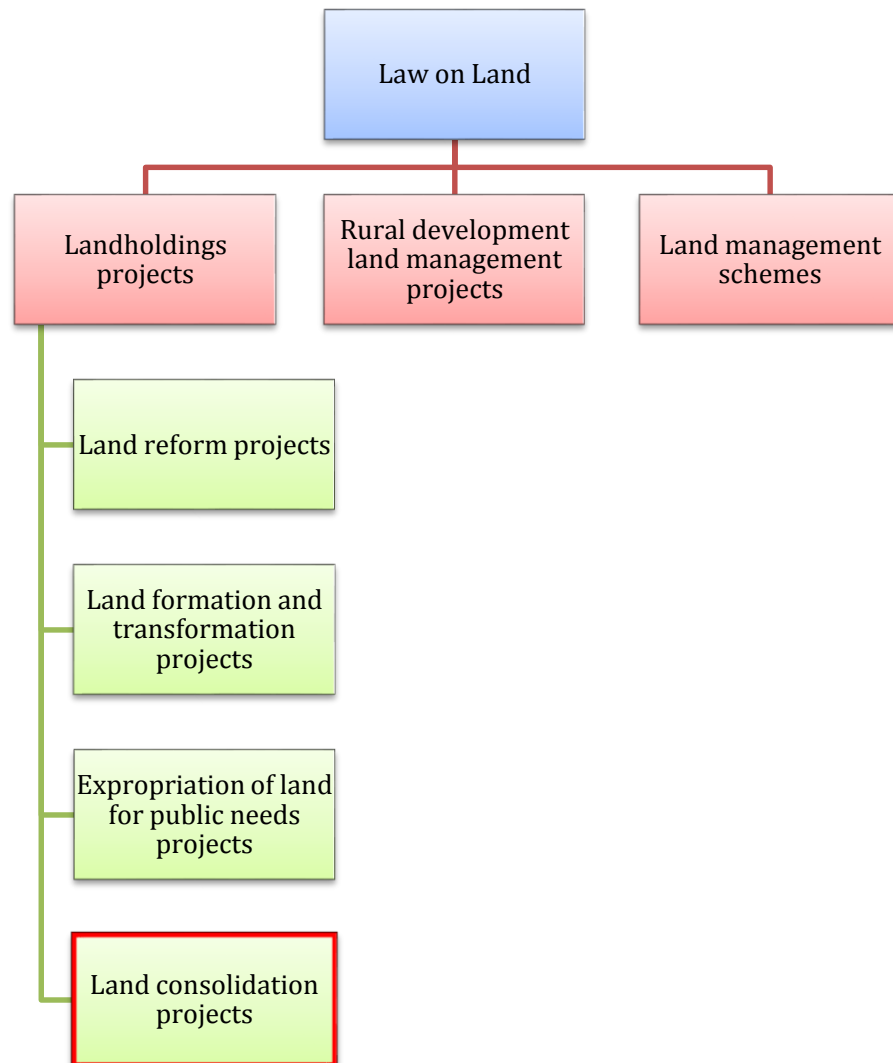 Law on Land
Landholdings
projects
Rural development
land management
projects
Land management
schemes
Land reform projects
Land formation and
transformation
projects
Expropriation of land
for public needs
projects
Land consolidation
projects